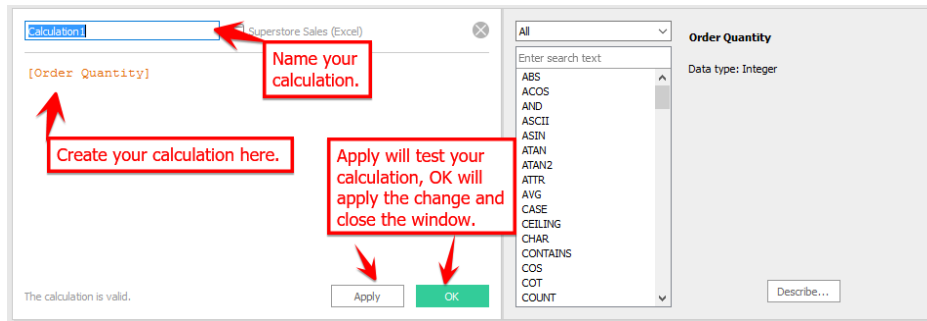 Calculation1
Superstore Sales (Excel)
Name your
calculation.
[Order Quantity]
Create your calculation here.
Apply will test your
calculation, OK will
apply the change and
close the window.
The calculation is valid.
Apply
OK
All
Enter search text
ABS
ACOS
AND
ASCII
ASIN
ATAN
ATAN2
ATTR
AVG
CASE
CEILING
CHAR
CONTAINS
COS
COT
COUNT
Order Quantity
Data type: Integer
Describe...